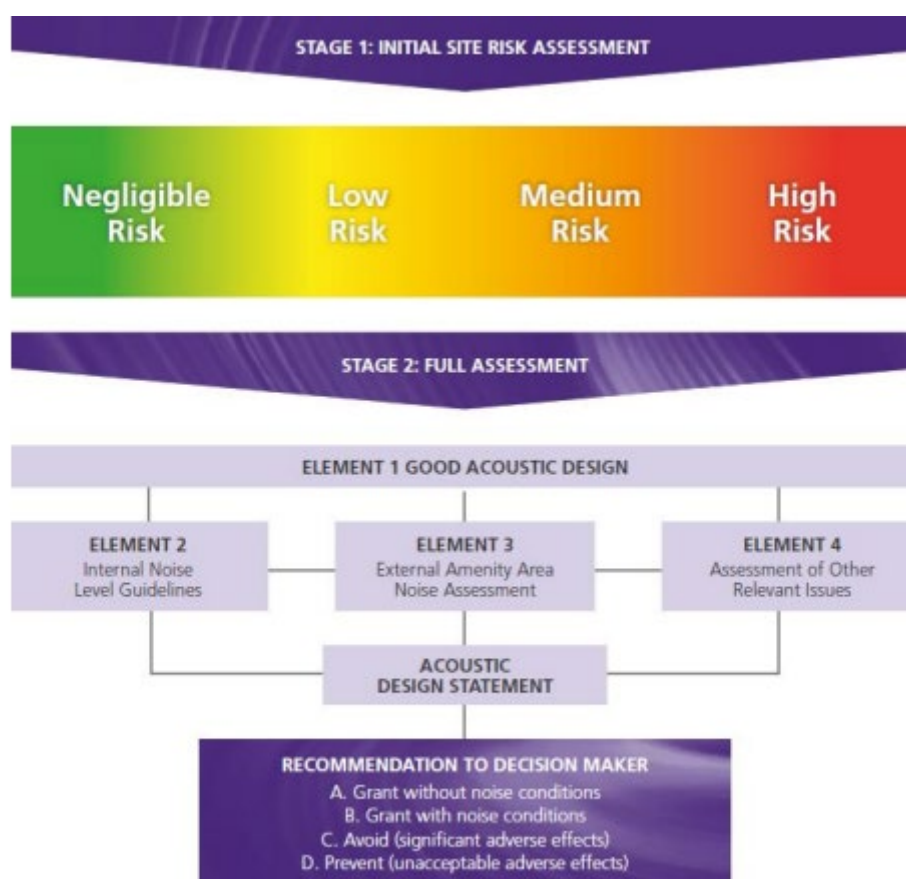 STAGE 1: INITIAL SITE RISK ASSESSMENT
Negligible Risk
Low Risk
Medium Risk
High Risk
STAGE 2: FULL ASSESSMENT
ELEMENT 1 GOOD ACOUSTIC DESIGN
ELEMENT 2
Internal Noise
Level Guidelines
ELEMENT 3
External Amenity Area
Noise Assessment
ELEMENT 4
Assessment of Other
Relevant Issues
ACOUSTIC
DESIGN STATEMENT
RECOMMENDATION TO DECISION MAKER
A. Grant without noise conditions
B. Grant with noise conditions
C. Avoid (significant adverse effects)
D. Prevent (unacceptable adverse effects)